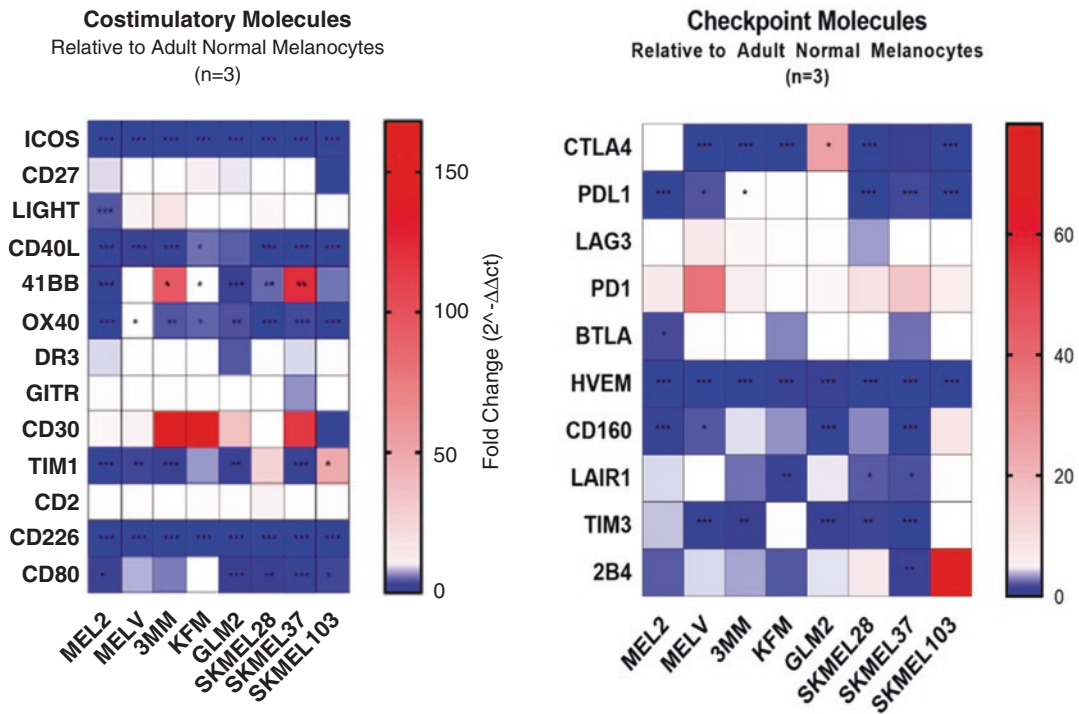 Costimulatory Molecules
Relative to Adult Normal Melanocytes
(n=3)
ICOS
CD27
LIGHT
CD40L
41BB
OX40
DR3
GITR
CD30
TIM1
CD2
CD226
CD80
MEL2
MELV
3MM
KFM
GLM2
SKMEL28
SKMEL37
SKMEL103
150
100
50
0
Fold Change (2^-ΔΔct)
Checkpoint Molecules
Relative to Adult Normal Melanocytes
(n=3)
CTLA4
PDL1
LAG3
PD1
BTLA
HVEM
CD160
LAIR1
TIM3
2B4
MEL2
MELV
3MM
KFM
GLM2
SKMEL28
SKMEL37
SKMEL103
60
40
20
0